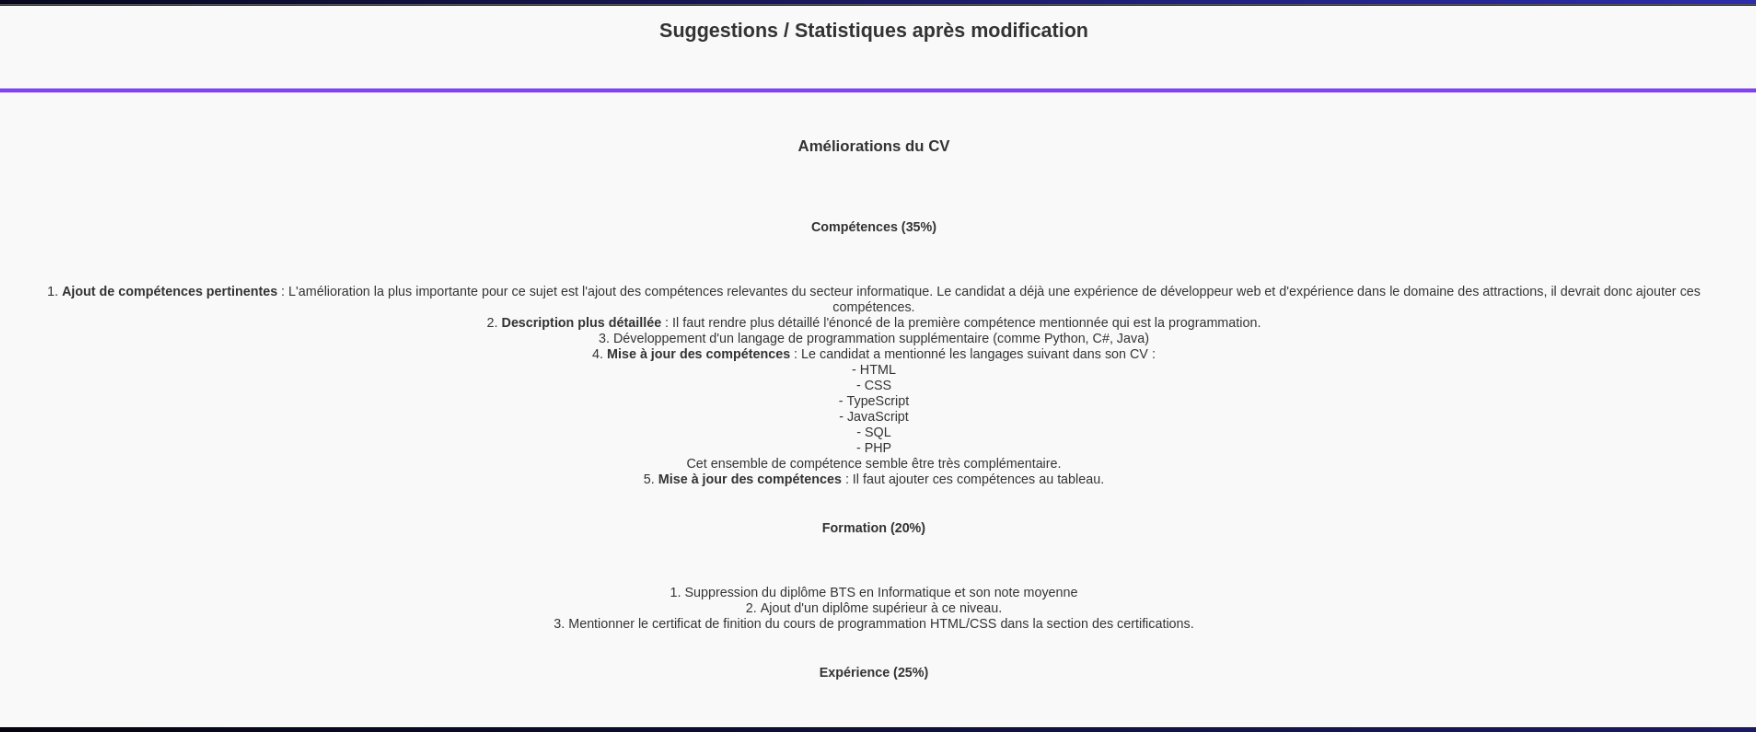 Suggestions / Statistiques après modification
Améliorations du CV
Compétences (35%)
1. Ajout de compétences pertinentes : L'amélioration la plus importante pour ce sujet est l'ajout des compétences relevantes du secteur informatique. Le candidat a déjà une expérience de développeur web et d'expérience dans le domaine des attractions, il devrait donc ajouter ces
compétences.
2. Description plus détaillée : Il faut rendre plus détaillé l'énoncé de la première compétence mentionnée qui est la programmation.
3. Développement d'un langage de programmation supplémentaire (comme Python, C#, Java)
4. Mise à jour des compétences : Le candidat a mentionné les langages suivant dans son CV :
- HTML
- CSS
- TypeScript
- JavaScript
- SQL
- PHP
Cet ensemble de compétence semble être très complémentaire.
5. Mise à jour des compétences : Il faut ajouter ces compétences au tableau.
Formation (20%)
1. Suppression du diplôme BTS en Informatique et son note moyenne
2. Ajout d'un diplôme supérieur à ce niveau.
3. Mentionner le certificat de finition du cours de programmation HTML/CSS dans la section des certifications.
Expérience (25%)